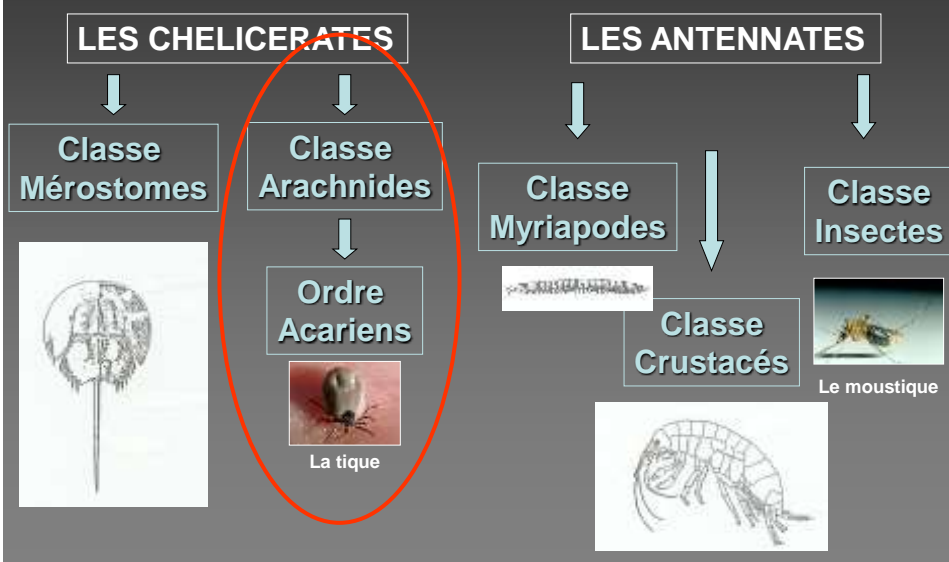 LES CHELICERATES
LES ANTENNATES
Classe
Mérostomes
Classe
Arachnides
Ordre
Acariens
La tique
Classe
Myriapodes
Classe
Crustacés
Classe
Insectes
Le moustique